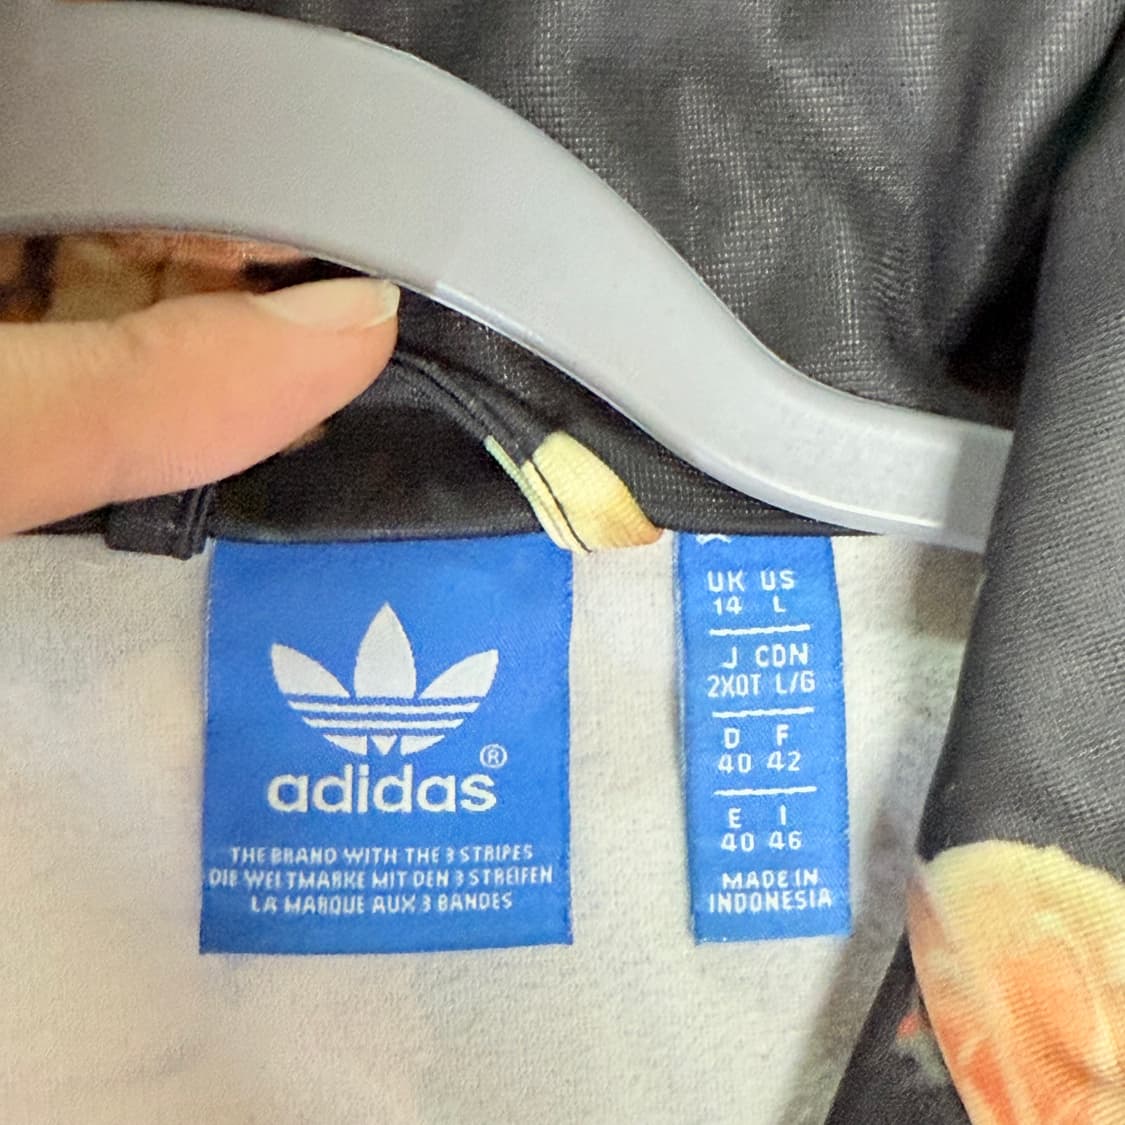 adidas®
THE BRAND WITH THE 3 STRIPES
DIE WELTMARKE MIT DEN 3 STREIFEN
LA MARQUE AUX 3 BANDES
UK US
14 L
J CDN
2XOT L/G
D F
40 42
E I
40 46
MADE IN
INDONESIA